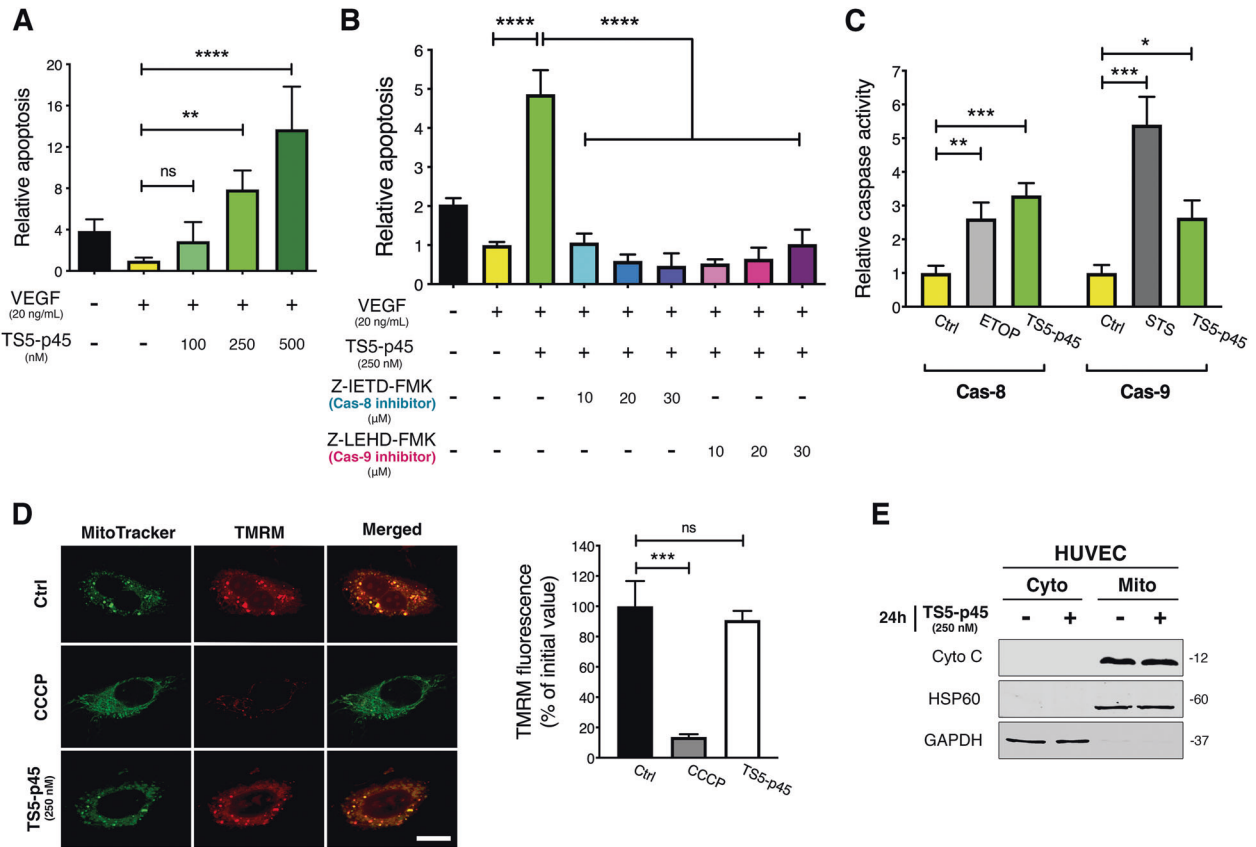 A
Relative apoptosis
20
16
12
8
4
0
ns
**
****
VEGF - + + + +
(20 ng/mL)
TS5-p45 - - 100 250 500
(nM)
B
Relative apoptosis
6
5
4
3
2
1
0
**** ****
VEGF - + + + + + + + +
(20 ng/mL)
TS5-p45 - - + + + + + + +
(250 nM)
Z-IETD-FMK - - - 10 20 30 - - -
(Cas-8 inhibitor)
(μM)
Z-LEHD-FMK - - - - - - 10 20 30
(Cas-9 inhibitor)
(μM)
C
Relative caspase activity
7
6
5
4
3
2
1
0
**
***
***
*
Ctrl ETOP TS5-p45 Ctrl STS TS5-p45
Cas-8 Cas-9
D
MitoTracker TMRM Merged
Ctrl
CCCP
TS5-p45
(250 nM)
TMRM fluorescence
(% of initial value)
140
120
100
80
60
40
20
0
ns
***
Ctrl CCCP TS5-p45
E
HUVEC
Cyto Mito
24h TS5-p45 - + - +
(250 nM)
Cyto C -12
HSP60 -60
GAPDH -37